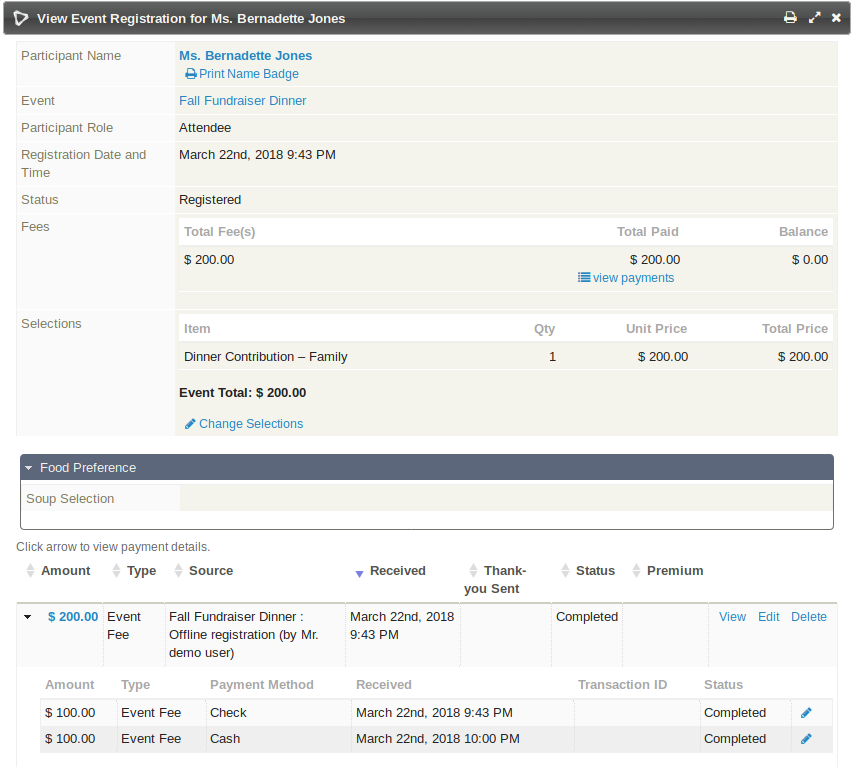 View Event Registration for Ms. Bernadette Jones
Participant Name Ms. Bernadette Jones
Print Name Badge
Event Fall Fundraiser Dinner
Participant Role Attendee
Registration Date and Time March 22nd, 2018 9:43 PM
Status Registered
Fees
Total Fee(s) Total Paid Balance
$ 200.00 $ 200.00 $ 0.00
view payments
Selections
Item Qty Unit Price Total Price
Dinner Contribution – Family 1 $ 200.00 $ 200.00
Event Total: $ 200.00
Change Selections
Food Preference
Soup Selection
Click arrow to view payment details.
Amount Type Source Received Thank-you Sent Status Premium
$ 200.00 Event Fee Fall Fundraiser Dinner : Offline registration (by Mr. demo user) March 22nd, 2018 9:43 PM Completed View Edit Delete
Amount Type Payment Method Received Transaction ID Status
$ 100.00 Event Fee Check March 22nd, 2018 9:43 PM Completed
$ 100.00 Event Fee Cash March 22nd, 2018 10:00 PM Completed